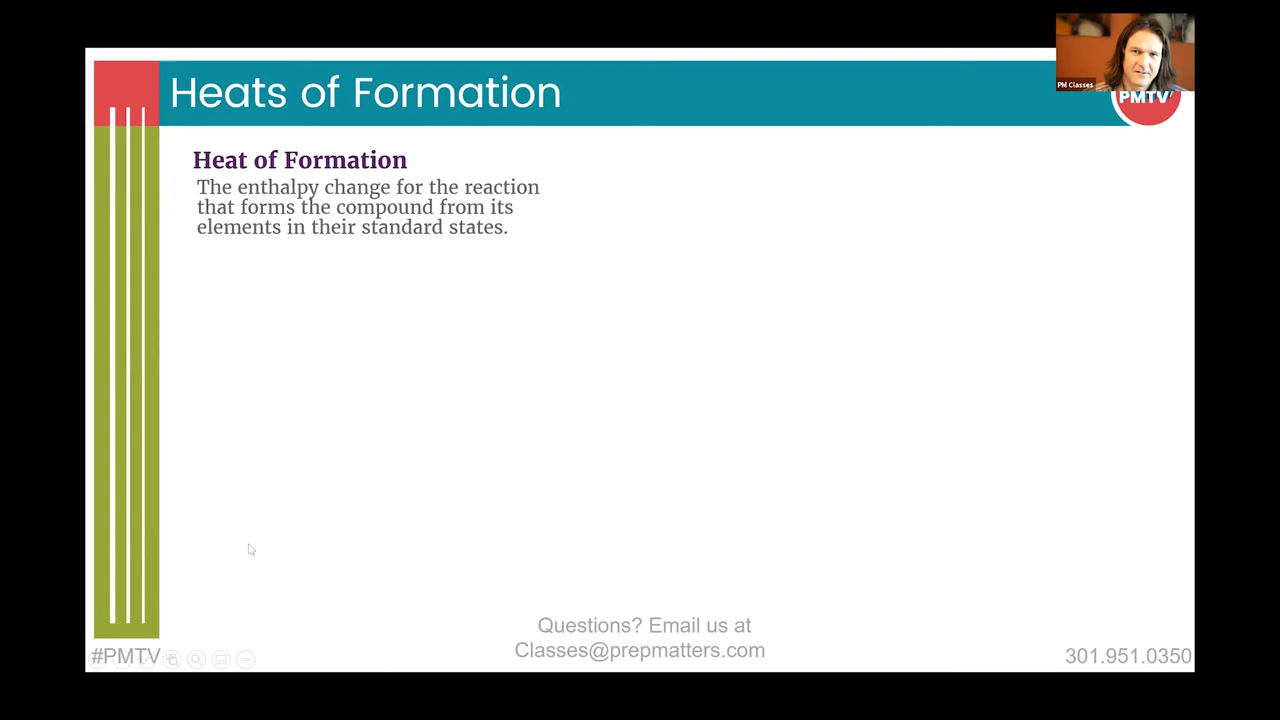 Heats of Formation
PM Classes
PMTV
Heat of Formation
The enthalpy change for the reaction
that forms the compound from its
elements in their standard states.
Questions? Email us at
Classes@prepmatters.com
#PMTV
301.951.0350